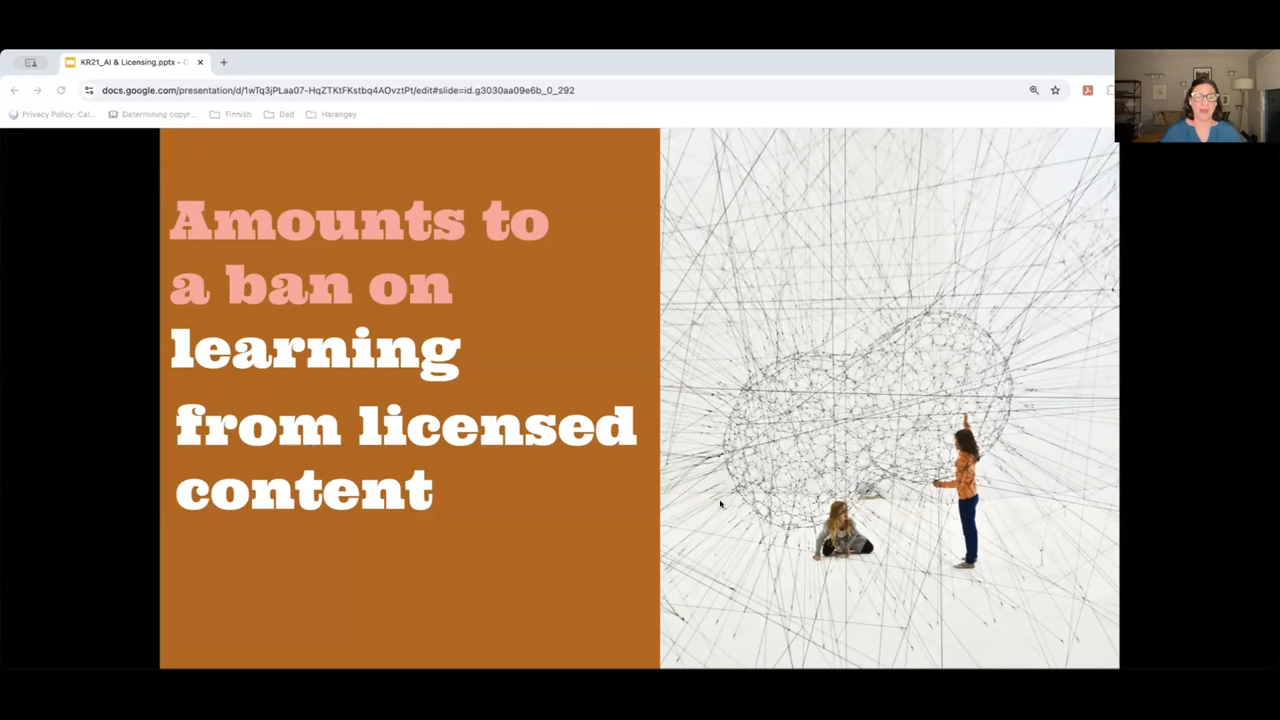 KR21_AI & Licensing.pptx - G
docs.google.com/presentation/d/1wTq3jPLaa07-HqZTKtFKstbq4AOvztPt/edit#slide=id.g3030aa09e6b_0_292
Privacy Policy: Cal...
Determining copyr...
Finnish
Dad
Harangey
Amounts to
a ban on
learning
from licensed
content